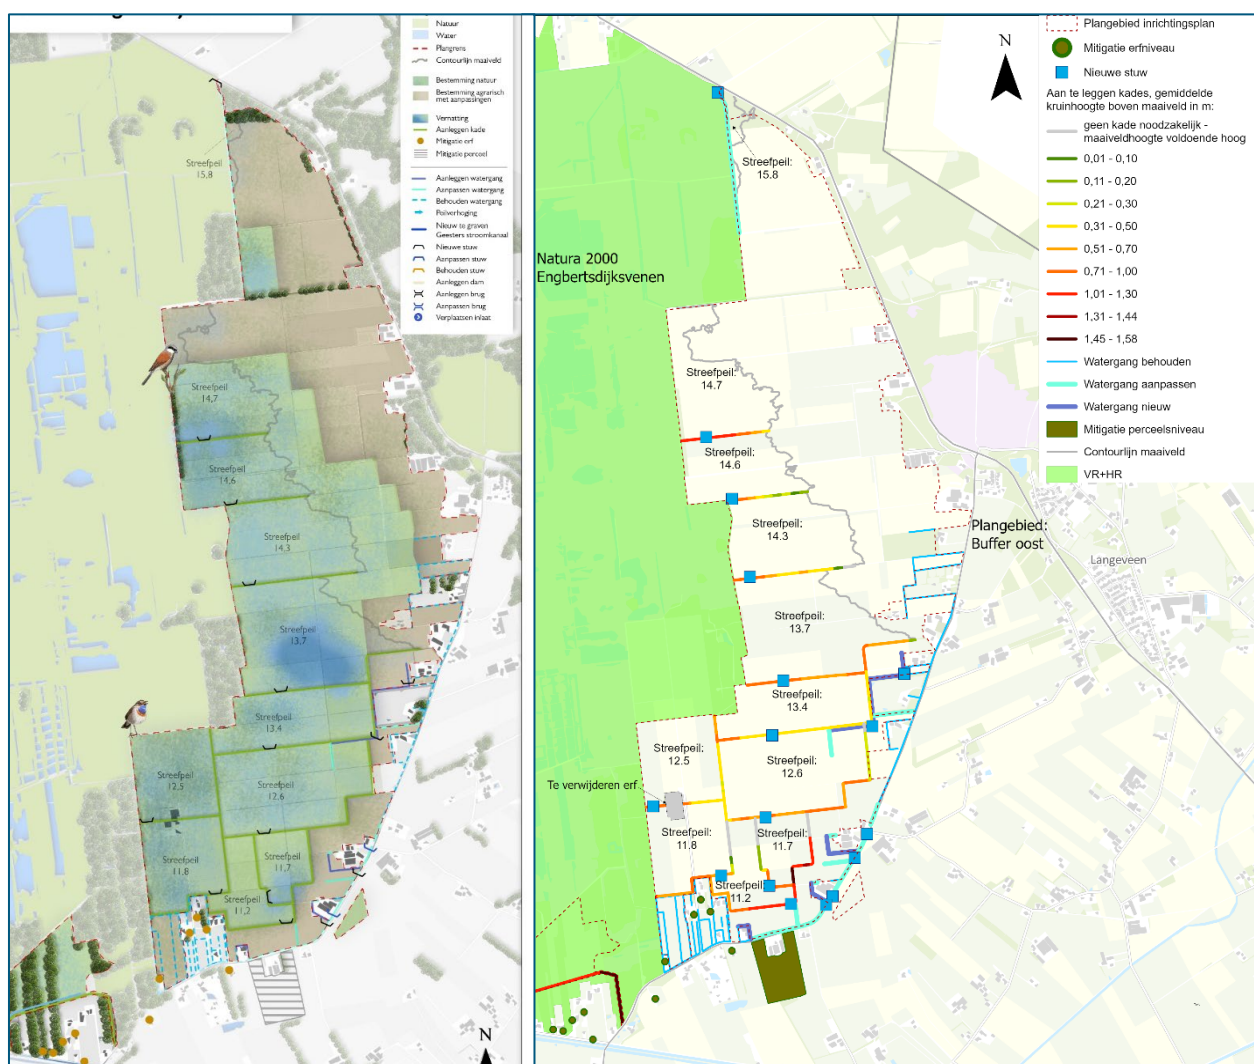 Natuur
Water
Plangrens
Contourlijn maaiveld
Bestemming natuur
Bestemming agrarisch
met aanpassingen
Vernatting
Aanleggen kade
Mitigatie erf
Mitigatie perceel
Aanleggen watergang
Aanpassen watergang
Behouden watergang
Peilverhoging
Nieuw te graven
Geesters stroomkanaal
Nieuwe stuw
Aanpassen stuw
Behouden stuw
Aanleggen dam
Aanleggen brug
Aanpassen brug
Verplaatsen inlaat
Streefpeil
15,8
Streefpeil
14,7
Streefpeil
14,6
Streefpeil
14,3
Streefpeil
13,7
Streefpeil
13,4
Streefpeil
12,5
Streefpeil
12,6
Streefpeil
11,8
Streefpeil
11,7
Streefpeil
11,2
N
N
Plangebied inrichtingsplan
Mitigatie erfniveau
Nieuwe stuw
Aan te leggen kades, gemiddelde
kruinhoogte boven maaiveld in m:
geen kade noodzakelijk -
maaiveldhoogte voldoende hoog
0,01 - 0,10
0,11 - 0,20
0,21 - 0,30
0,31 - 0,50
0,51 - 0,70
0,71 - 1,00
1,01 - 1,30
1,31 - 1,44
1,45 - 1,58
Watergang behouden
Watergang aanpassen
Watergang nieuw
Mitigatie perceelsniveau
Contourlijn maaiveld
VR+HR
Streefpeil:
15.8
Natura 2000
Engbertsdijksvenen
Streefpeil:
14.7
Streefpeil:
14.6
Streefpeil:
14.3
Plangebied:
Buffer oost
Langeveen
Streefpeil:
13.7
Streefpeil:
13.4
Streefpeil:
12.5
Streefpeil:
12.6
Te verwijderen erf
Streefpeil:
11.8
Streefpeil:
11.7
Streefpeil:
11.2